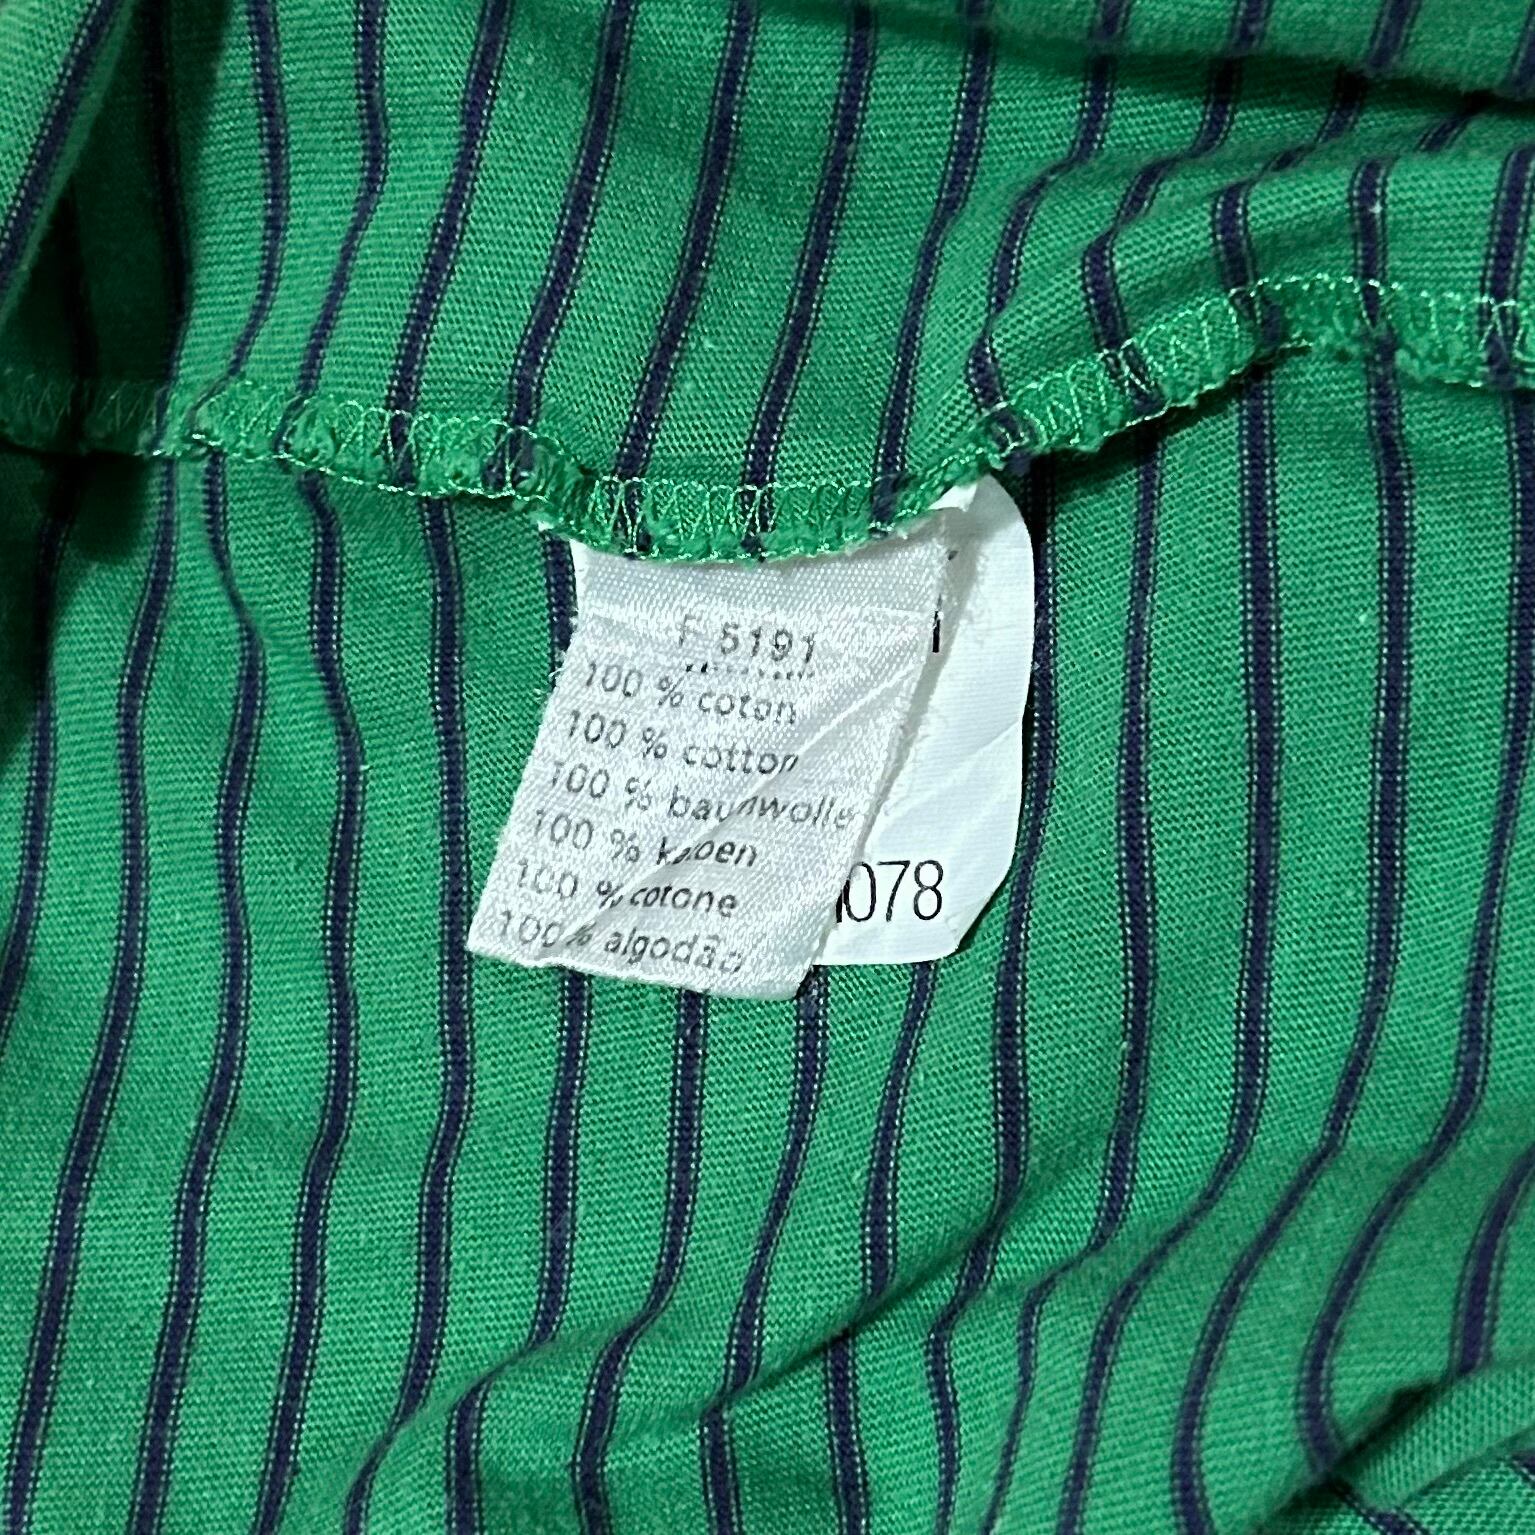 F 5191
100 % coton
100 % cotton
100 % baumwolle
100 % katoen
100 % cotone
100 % algodão
078